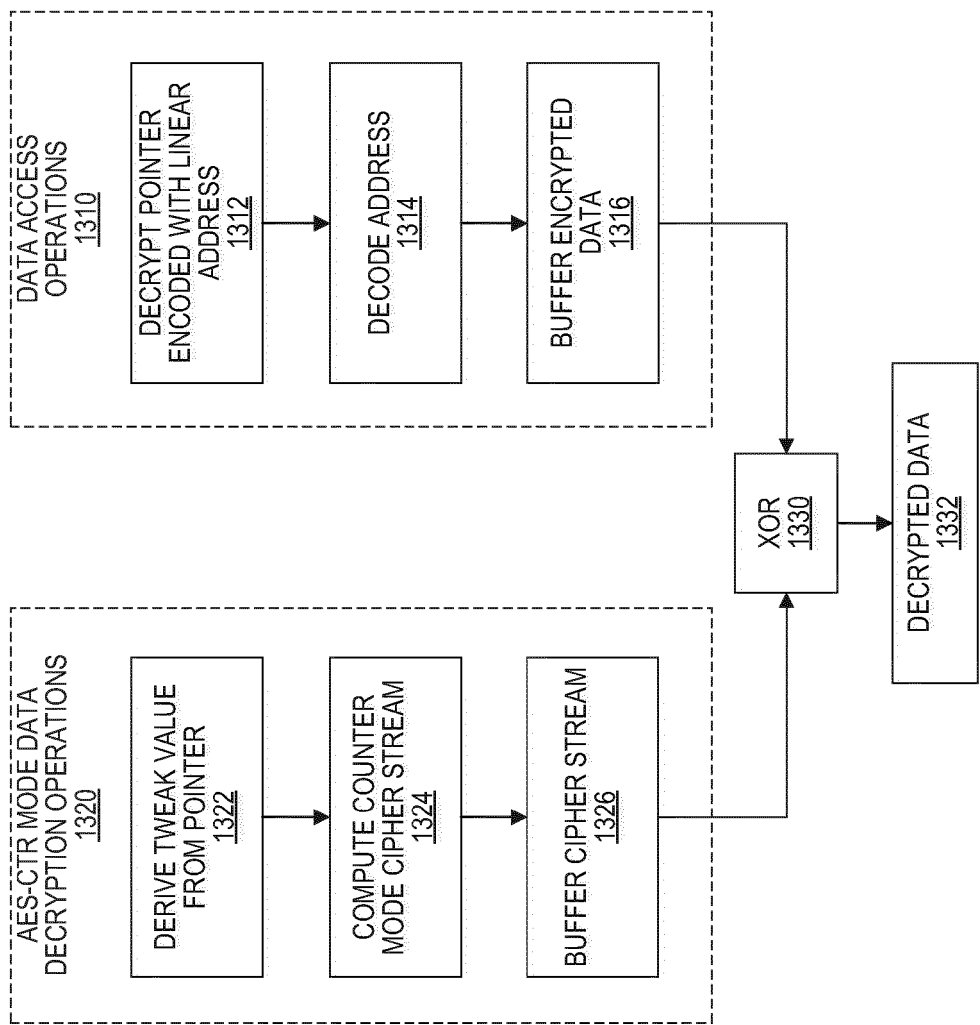 DATA ACCESS
OPERATIONS
1310
DECRYPT POINTER
ENCODED WITH LINEAR
ADDRESS
1312
DECODE ADDRESS
1314
BUFFER ENCRYPTED
DATA
1316
AES-CTR MODE DATA
DECRYPTION OPERATIONS
1320
DERIVE TWEAK VALUE
FROM POINTER
1322
COMPUTE COUNTER
MODE CIPHER STREAM
1324
BUFFER CIPHER STREAM
1326
XOR
1330
DECRYPTED DATA
1332